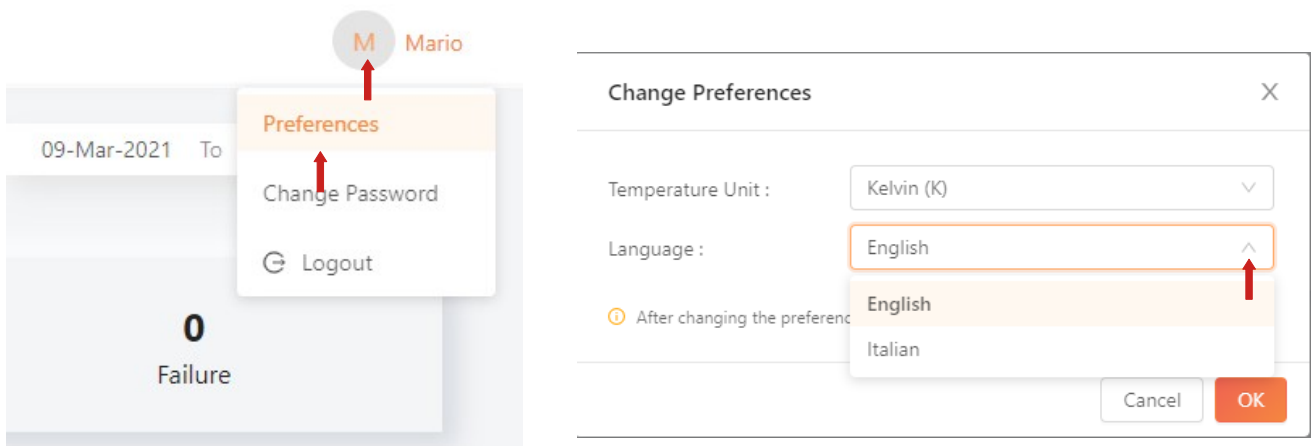 M Mario
Preferences
09-Mar-2021 To
Change Password
Logout
0
Failure
Change Preferences
Temperature Unit : Kelvin (K)
Language : English
English
After changing the
Italian
Cancel OK